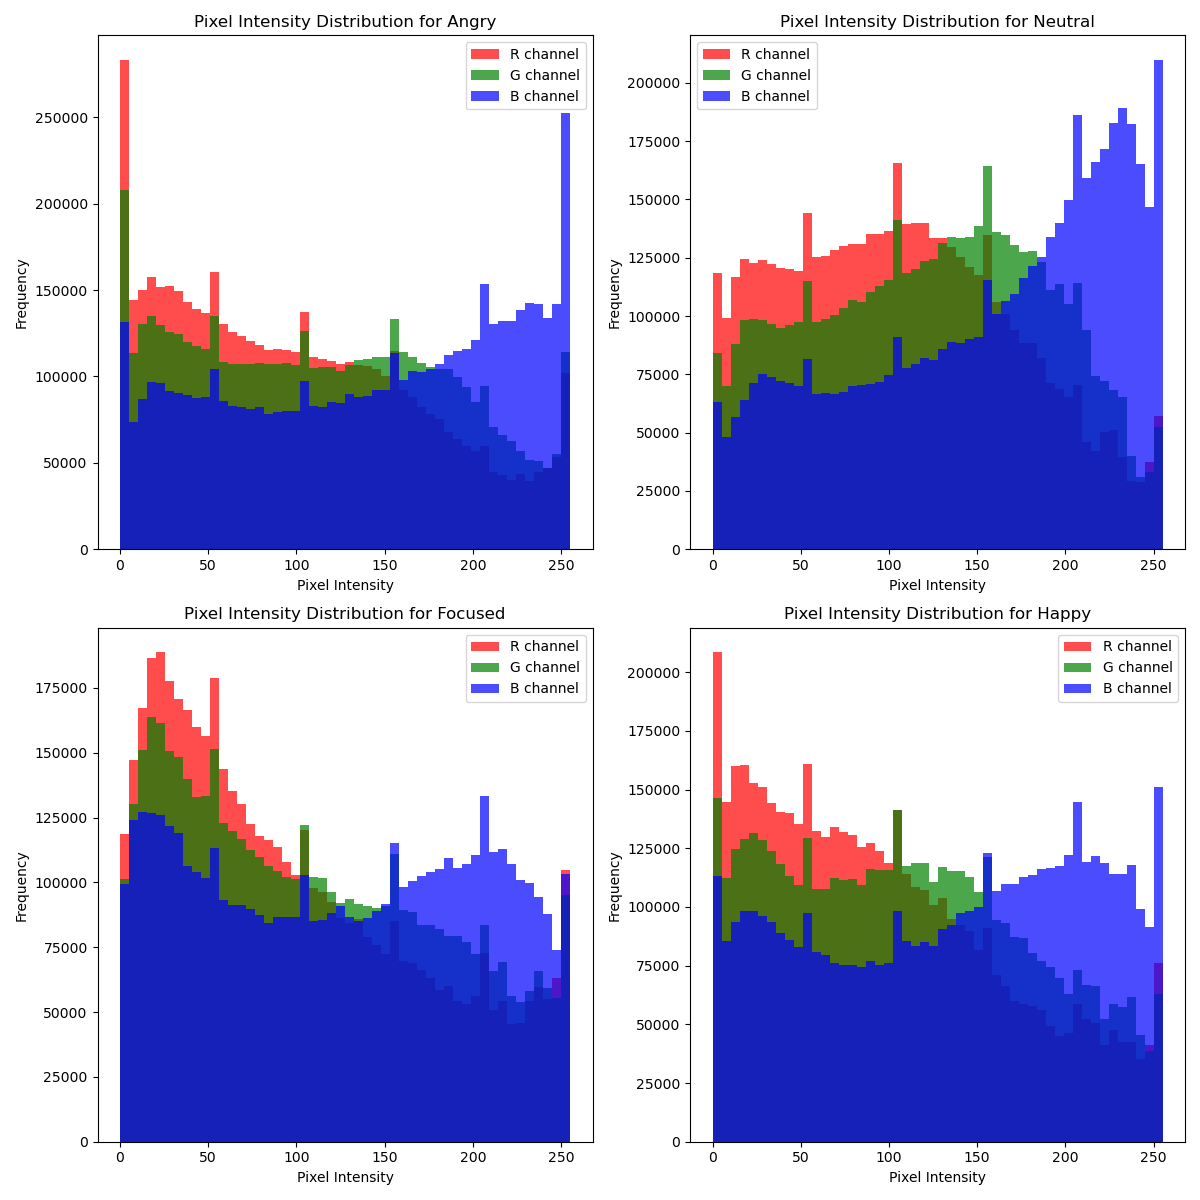 Pixel Intensity Distribution for Angry
R channel
G channel
B channel
Frequency
250000
200000
150000
100000
50000
0
0 50 100 150 200 250
Pixel Intensity
Pixel Intensity Distribution for Neutral
R channel
G channel
B channel
Frequency
200000
175000
150000
125000
100000
75000
50000
25000
0
0 50 100 150 200 250
Pixel Intensity
Pixel Intensity Distribution for Focused
R channel
G channel
B channel
Frequency
175000
150000
125000
100000
75000
50000
25000
0
0 50 100 150 200 250
Pixel Intensity
Pixel Intensity Distribution for Happy
R channel
G channel
B channel
Frequency
200000
175000
150000
125000
100000
75000
50000
25000
0
0 50 100 150 200 250
Pixel Intensity